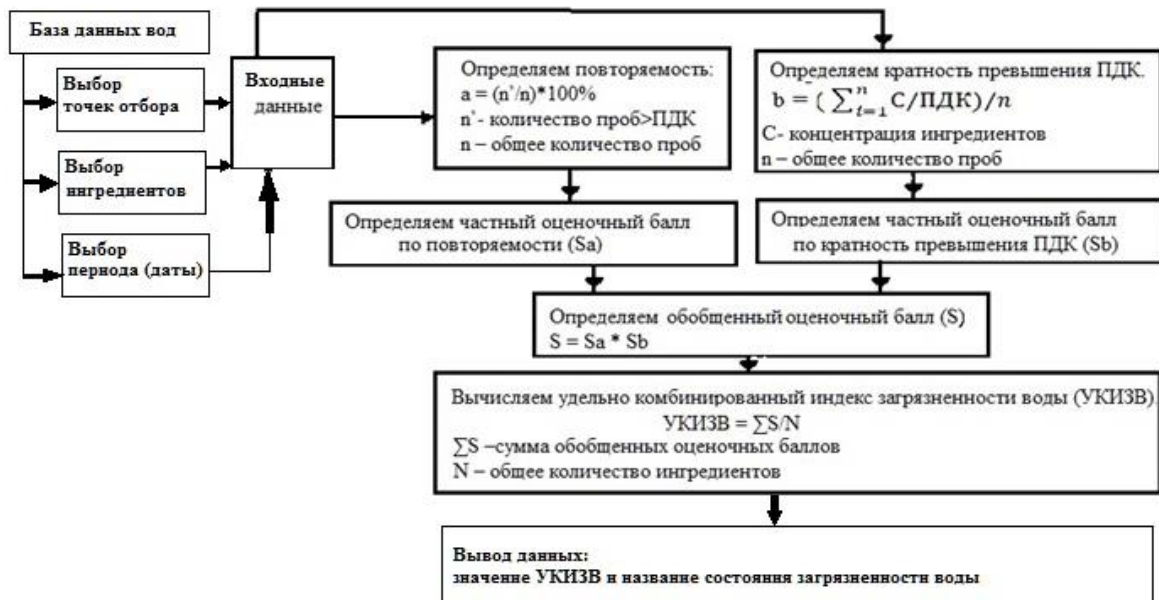 База данных вод
Выбор
точек отбора
Выбор
ингредиентов
Выбор
периода (даты)
Входные
данные
Определяем повторяемость:
a = (n'/n)*100%
n'- количество проб>ПДК
n – общее количество проб
Определяем кратность превышения ПДК.
b = (∑ⁿᵢ₌₁ C/ПДК)/n
C- концентрация ингредиентов
n – общее количество проб
Определяем частный оценочный балл
по повторяемости (Sa)
Определяем частный оценочный балл
по кратность превышения ПДК (Sb)
Определяем обобщенный оценочный балл (S)
S = Sa * Sb
Вычисляем удельно комбинированный индекс загрязненности воды (УКИЗВ).
УКИЗВ = ∑S/N
∑S –сумма обобщенных оценочных баллов
N – общее количество ингредиентов
Вывод данных:
значение УКИЗВ и название состояния загрязненности воды